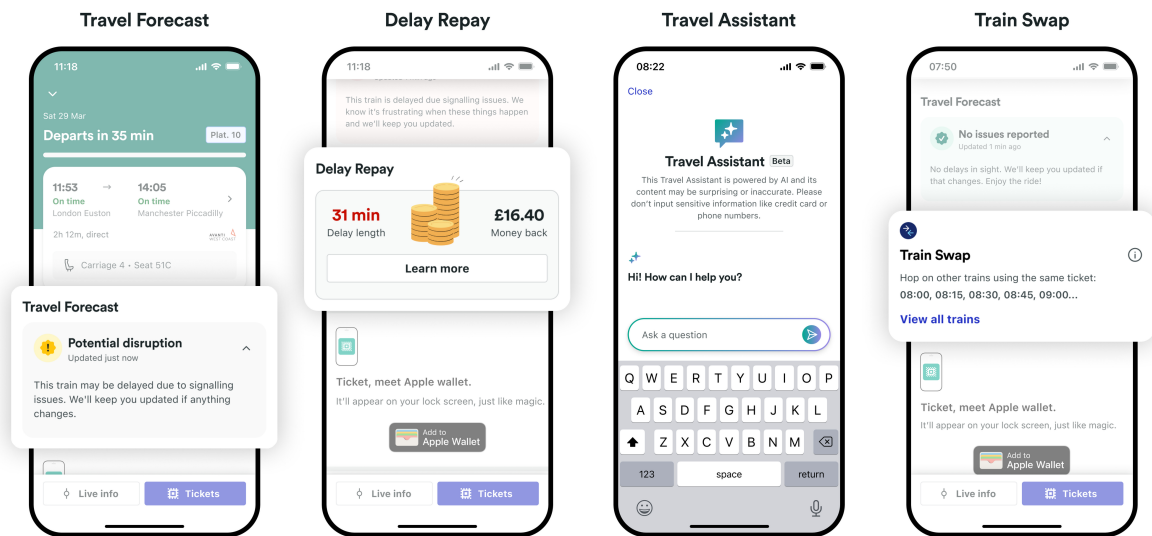 Travel Forecast
11:18
Sat 29 Mar
Departs in 35 min
Plat. 10
11:53 → 14:05
On time On time
London Euston Manchester Piccadilly
2h 12m, direct
AVANTI
WEST COAST
Carriage 4 • Seat 51C
Travel Forecast
Potential disruption
Updated just now
This train may be delayed due to signalling
issues. We'll keep you updated if anything
changes.
Live info
Tickets
Delay Repay
11:18
This train is delayed due signalling issues. We
know it's frustrating when these things happen
and we'll keep you updated.
Delay Repay
31 min £16.40
Delay length Money back
Learn more
Ticket, meet Apple wallet.
It'll appear on your lock screen, just like magic.
Add to
Apple Wallet
Live info
Tickets
Travel Assistant
08:22
Close
Travel Assistant Beta
This Travel Assistant is powered by AI and its
content may be surprising or inaccurate. Please
don't input sensitive information like credit card or
phone numbers.
Hi! How can I help you?
Ask a question
Q W E R T Y U I O P
A S D F G H J K L
Z X C V B N M
123 space return
Train Swap
07:50
Travel Forecast
No issues reported
Updated 1 min ago
No delays in sight. We'll keep you updated if
that changes. Enjoy the ride!
Train Swap
Hop on other trains using the same ticket:
08:00, 08:15, 08:30, 08:45, 09:00...
View all trains
Ticket, meet Apple wallet.
It'll appear on your lock screen, just like magic.
Add to
Apple Wallet
Live info
Tickets